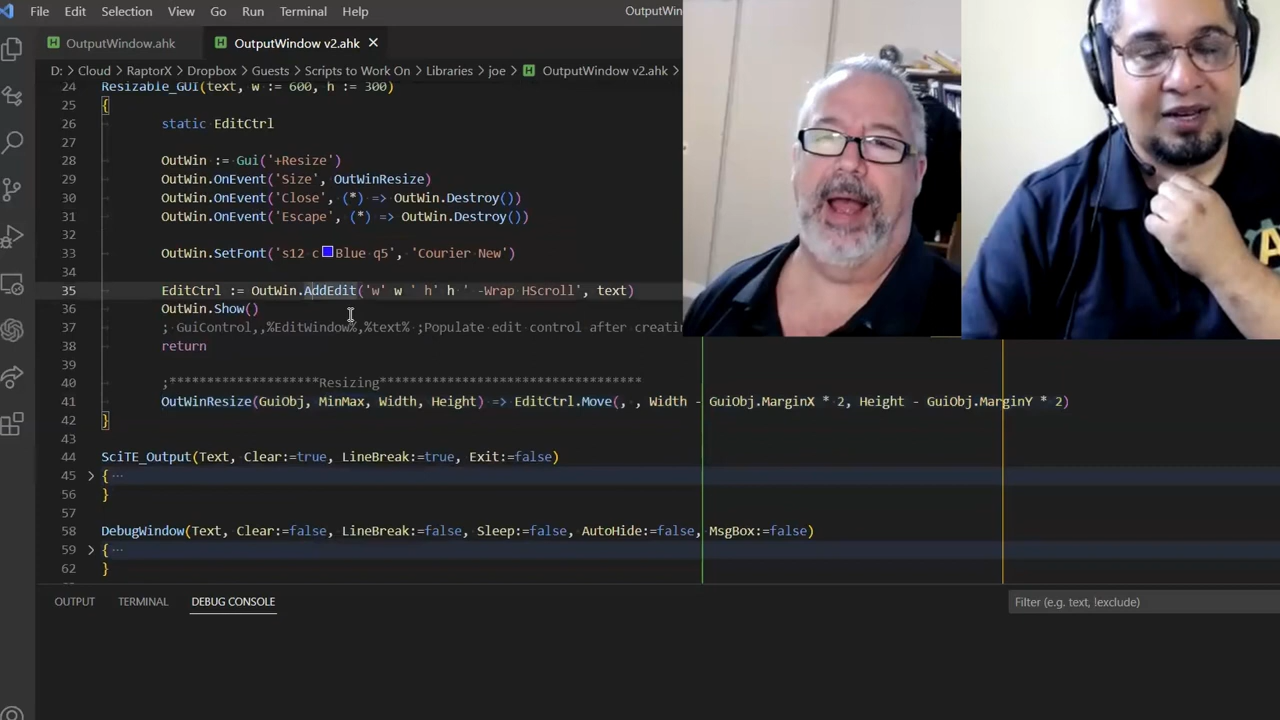 File Edit Selection View Go Run Terminal Help OutputWindow
OutputWindow.ahk OutputWindow v2.ahk
D: > Cloud > RaptorX > Dropbox > Guests > Scripts to Work On > Libraries > joe > OutputWindow v2.ahk >
24 Resizable_GUI(text, w := 600, h := 300)
25 {
26 static EditCtrl
27
28 OutWin := Gui('+Resize')
29 OutWin.OnEvent('Size', OutWinResize)
30 OutWin.OnEvent('Close', (*) => OutWin.Destroy())
31 OutWin.OnEvent('Escape', (*) => OutWin.Destroy())
32
33 OutWin.SetFont('s12 cBlue q5', 'Courier New')
34
35 EditCtrl := OutWin.AddEdit('w' w ' h' h ' -Wrap HScroll', text)
36 OutWin.Show()
37 ; GuiControl,,%EditWindow%,%text% ;Populate edit control after creatin
38 return
39
40 ;*******************Resizing*********************************
41 OutWinResize(GuiObj, MinMax, Width, Height) => EditCtrl.Move(, , Width - GuiObj.MarginX * 2, Height - GuiObj.MarginY * 2)
42 }
43
44 SciTE_Output(Text, Clear:=true, LineBreak:=true, Exit:=false)
45 > { ...
56 }
57
58 DebugWindow(Text, Clear:=false, LineBreak:=false, Sleep:=false, AutoHide:=false, MsgBox:=false)
59 > { ...
62 }
OUTPUT TERMINAL DEBUG CONSOLE Filter (e.g. text, !exclude)